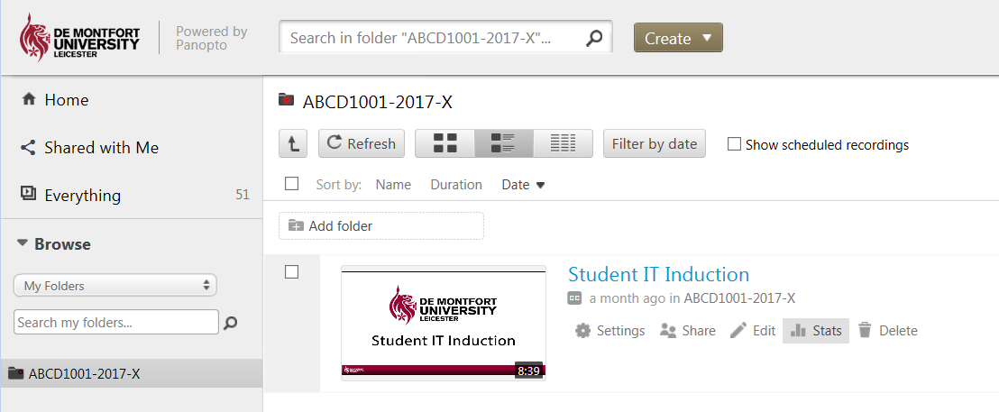 DE MONTFORT
UNIVERSITY
LEICESTER
Powered by
Panopto
Search in folder "ABCD1001-2017-X"...
Create
Home
Shared with Me
Everything 51
Browse
My Folders
Search my folders...
ABCD1001-2017-X
ABCD1001-2017-X
Refresh
Filter by date
Show scheduled recordings
Sort by: Name Duration Date
Add folder
DE MONTFORT
UNIVERSITY
LEICESTER
Student IT Induction
8:39
Student IT Induction
CC a month ago in ABCD1001-2017-X
Settings Share Edit Stats Delete